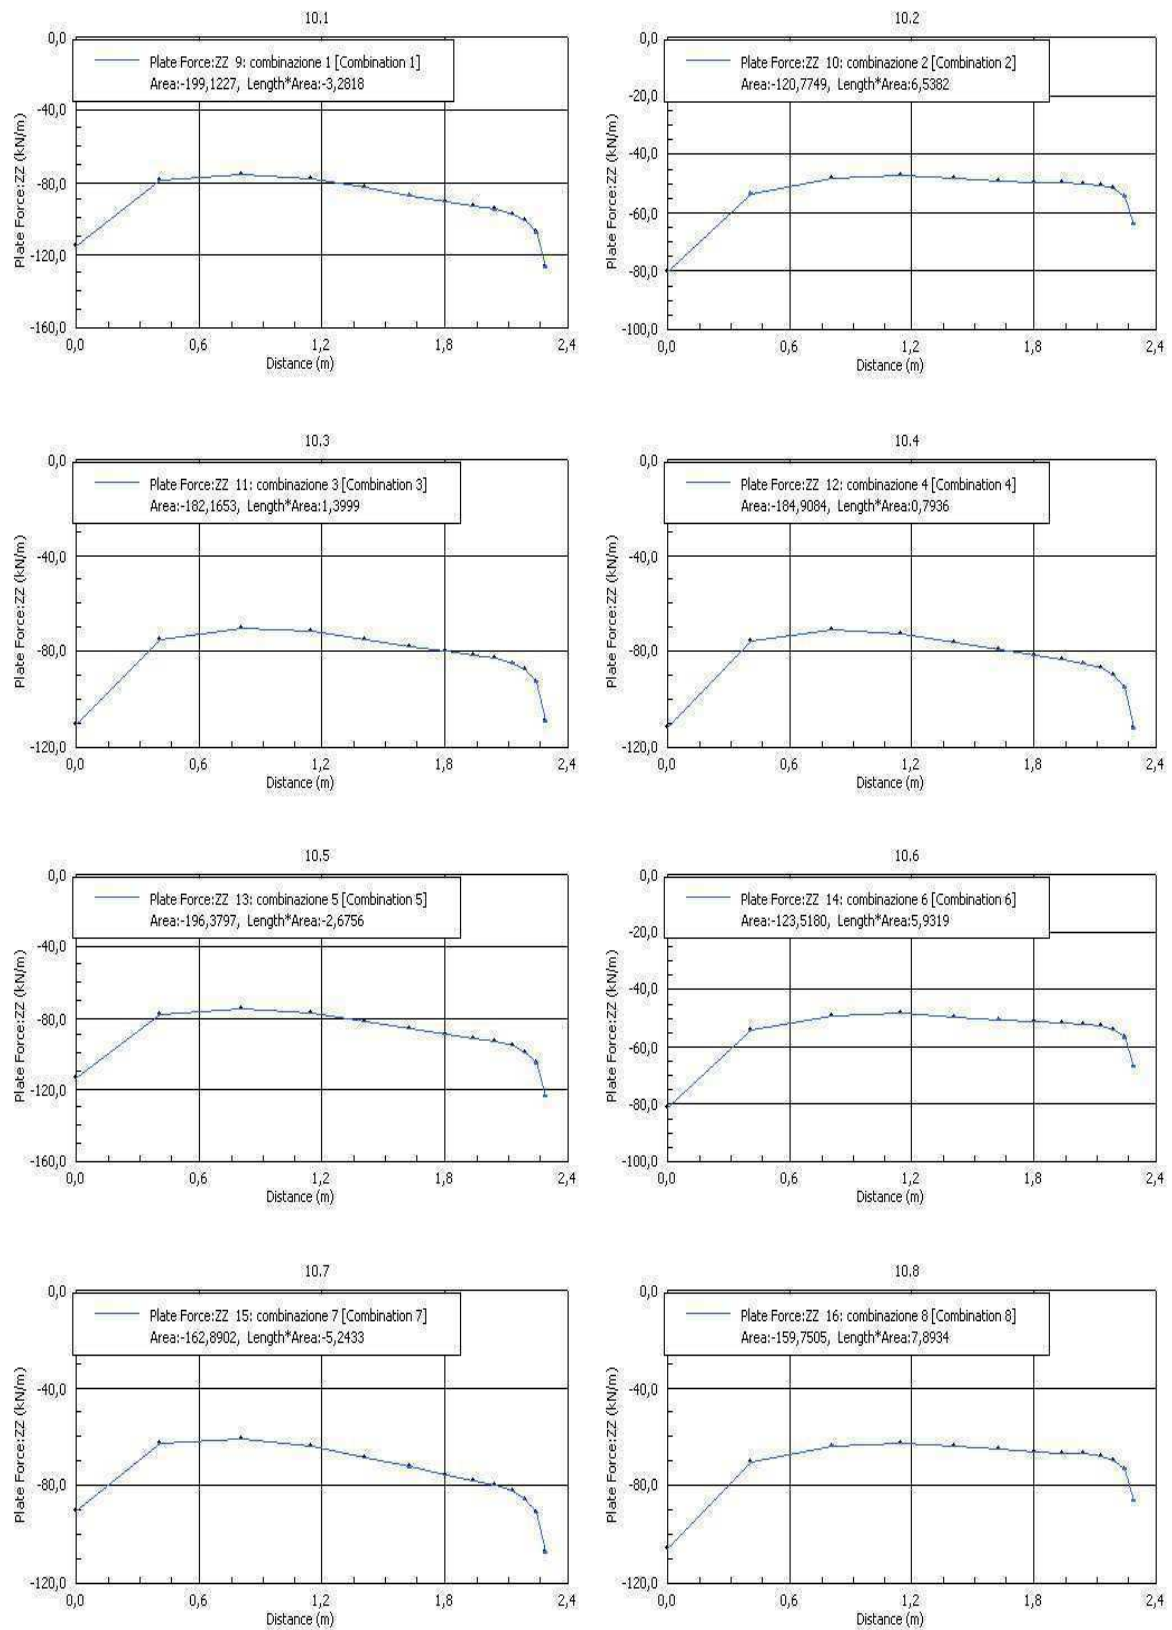 10.1
0,0
Plate Force:ZZ 9: combinazione 1 [Combination 1]
Area:-199,1227, Length*Area:-3,2818
-40,0
-80,0
-120,0
-160,0
Plate Force:ZZ (kN/m)
0,0 0,6 1,2 1,8 2,4
Distance (m)
10.2
0,0
Plate Force:ZZ 10: combinazione 2 [Combination 2]
Area:-120,7749, Length*Area:6,5382
-20,0
-40,0
-60,0
-80,0
-100,0
Plate Force:ZZ (kN/m)
0,0 0,6 1,2 1,8 2,4
Distance (m)
10.3
0,0
Plate Force:ZZ 11: combinazione 3 [Combination 3]
Area:-182,1653, Length*Area:1,3999
-40,0
-80,0
-120,0
Plate Force:ZZ (kN/m)
0,0 0,6 1,2 1,8 2,4
Distance (m)
10.4
0,0
Plate Force:ZZ 12: combinazione 4 [Combination 4]
Area:-184,9084, Length*Area:0,7936
-40,0
-80,0
-120,0
Plate Force:ZZ (kN/m)
0,0 0,6 1,2 1,8 2,4
Distance (m)
10.5
0,0
Plate Force:ZZ 13: combinazione 5 [Combination 5]
Area:-196,3797, Length*Area:-2,6756
-40,0
-80,0
-120,0
-160,0
Plate Force:ZZ (kN/m)
0,0 0,6 1,2 1,8 2,4
Distance (m)
10.6
0,0
Plate Force:ZZ 14: combinazione 6 [Combination 6]
Area:-123,5180, Length*Area:5,9319
-20,0
-40,0
-60,0
-80,0
-100,0
Plate Force:ZZ (kN/m)
0,0 0,6 1,2 1,8 2,4
Distance (m)
10.7
0,0
Plate Force:ZZ 15: combinazione 7 [Combination 7]
Area:-162,8902, Length*Area:-5,2433
-40,0
-80,0
-120,0
Plate Force:ZZ (kN/m)
0,0 0,6 1,2 1,8 2,4
Distance (m)
10.8
0,0
Plate Force:ZZ 16: combinazione 8 [Combination 8]
Area:-159,7505, Length*Area:7,8934
-40,0
-80,0
-120,0
Plate Force:ZZ (kN/m)
0,0 0,6 1,2 1,8 2,4
Distance (m)